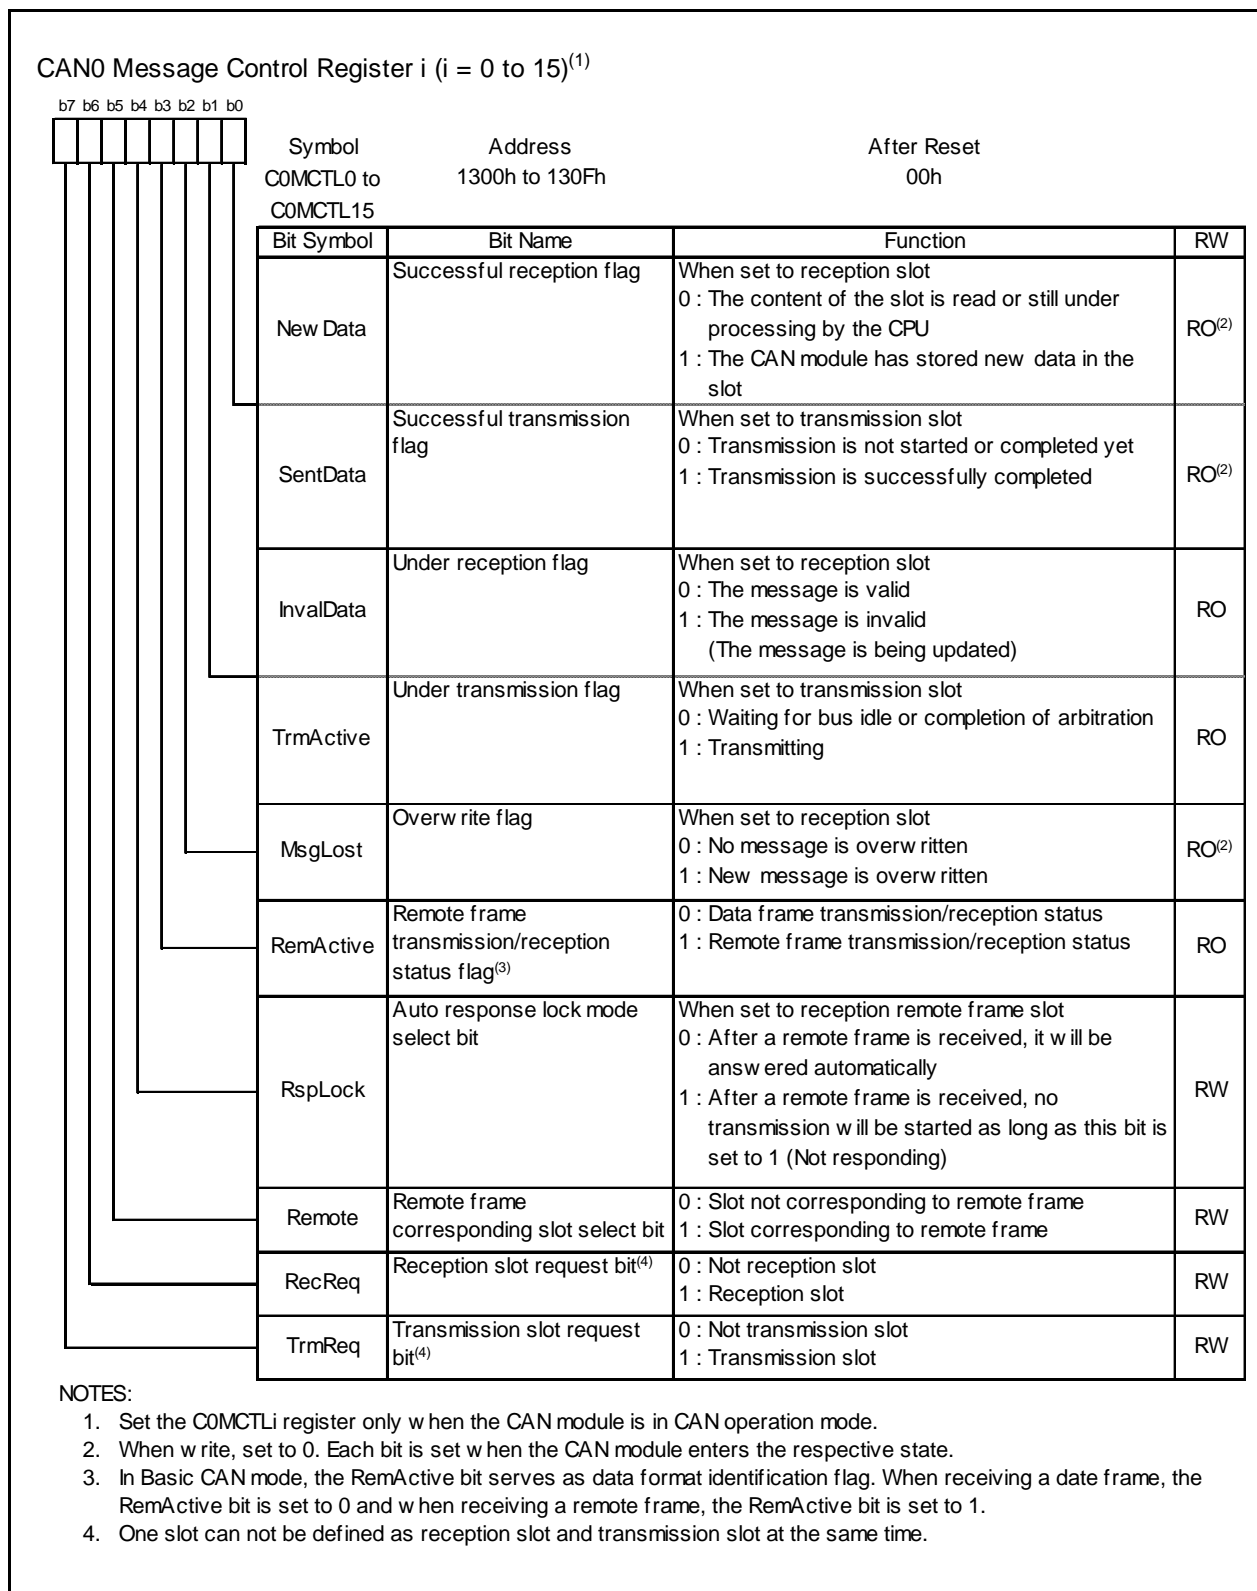 CAN0 Message Control Register i (i = 0 to 15)(1)
b7 b6 b5 b4 b3 b2 b1 b0
Symbol Address After Reset
C0MCTL0 to 1300h to 130Fh 00h
C0MCTL15
Bit Symbol Bit Name Function RW
NewData
Successful reception flag
When set to reception slot
0 : The content of the slot is read or still under
processing by the CPU
1 : The CAN module has stored new data in the
slot
RO(2)
SentData
Successful transmission
flag
When set to transmission slot
0 : Transmission is not started or completed yet
1 : Transmission is successfully completed
RO(2)
InvalData
Under reception flag
When set to reception slot
0 : The message is valid
1 : The message is invalid
(The message is being updated)
RO
TrmActive
Under transmission flag
When set to transmission slot
0 : Waiting for bus idle or completion of arbitration
1 : Transmitting
RO
MsgLost
Overwrite flag
When set to reception slot
0 : No message is overwritten
1 : New message is overwritten
RO(2)
RemActive
Remote frame
transmission/reception
status flag(3)
0 : Data frame transmission/reception status
1 : Remote frame transmission/reception status
RO
RspLock
Auto response lock mode
select bit
When set to reception remote frame slot
0 : After a remote frame is received, it will be
answered automatically
1 : After a remote frame is received, no
transmission will be started as long as this bit is
set to 1 (Not responding)
RW
Remote
Remote frame
corresponding slot select bit
0 : Slot not corresponding to remote frame
1 : Slot corresponding to remote frame
RW
RecReq
Reception slot request bit(4)
0 : Not reception slot
1 : Reception slot
RW
TrmReq
Transmission slot request
bit(4)
0 : Not transmission slot
1 : Transmission slot
RW
NOTES:
1. Set the C0MCTLi register only when the CAN module is in CAN operation mode.
2. When write, set to 0. Each bit is set when the CAN module enters the respective state.
3. In Basic CAN mode, the RemActive bit serves as data format identification flag. When receiving a date frame, the
RemActive bit is set to 0 and when receiving a remote frame, the RemActive bit is set to 1.
4. One slot can not be defined as reception slot and transmission slot at the same time.